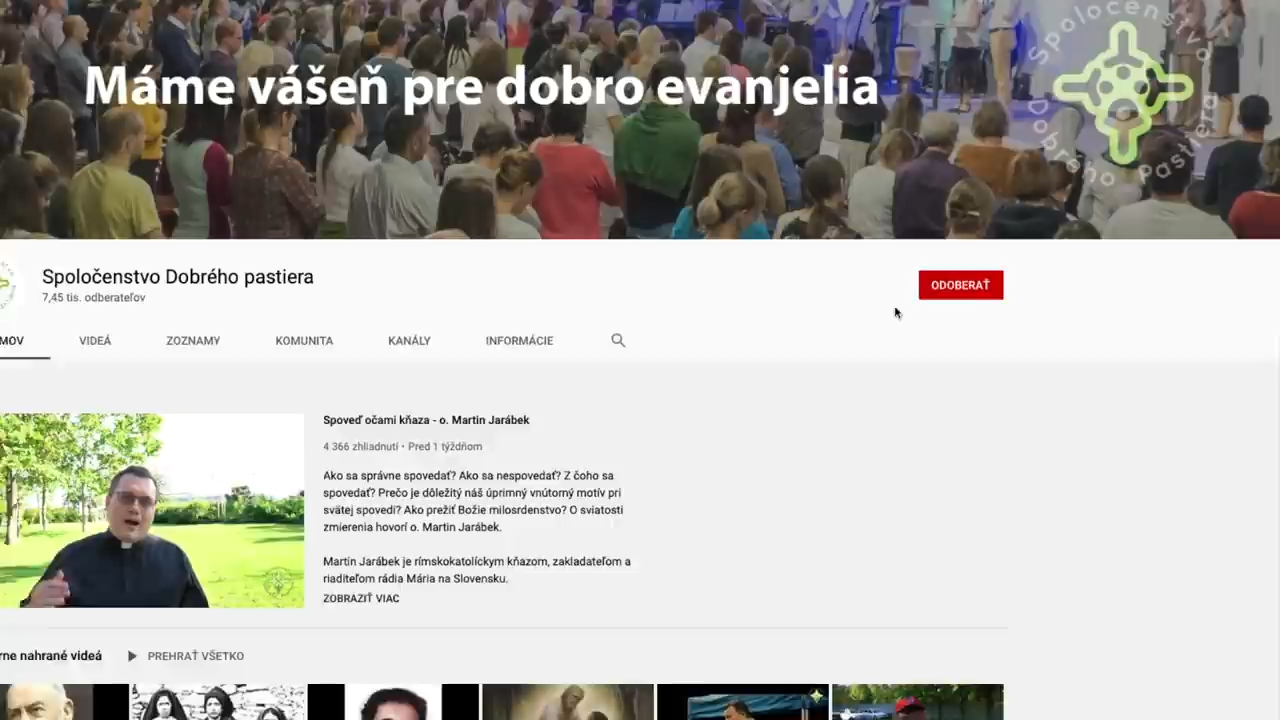 Máme vášeň pre dobro evanjelia
Spoločenstvo Dobrého Pastiera
Spoločenstvo Dobrého pastiera
7,45 tis. odberateľov
ODOBERAŤ
MOV VIDEÁ ZOZNAMY KOMUNITA KANÁLY INFORMÁCIE
Spoveď očami kňaza - o. Martin Jarábek
4 366 zhliadnutí • Pred 1 týždňom
Ako sa správne spovedať? Ako sa nespovedať? Z čoho sa
spovedať? Prečo je dôležitý náš úprimný vnútorný motív pri
svätej spovedi? Ako prežiť Božie milosrdenstvo? O sviatosti
zmierenia hovorí o. Martin Jarábek.
Martin Jarábek je rímskokatolíckym kňazom, zakladateľom a
riaditeľom rádia Mária na Slovensku.
ZOBRAZIŤ VIAC
rne nahrané videá PREHRAŤ VŠETKO